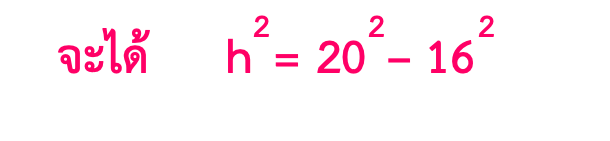 จะได้ h² = 20² – 16²